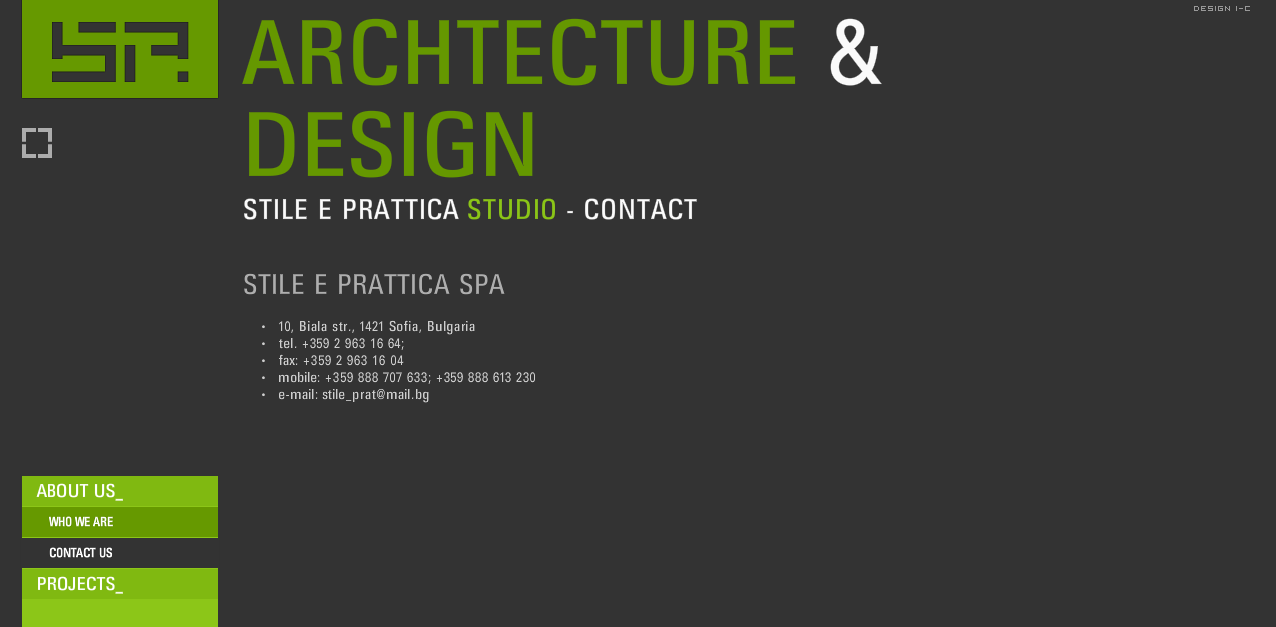 DESIGN I-C
ARCHTECTURE &
DESIGN
STILE E PRATTICA STUDIO - CONTACT
STILE E PRATTICA SPA
• 10, Biala str., 1421 Sofia, Bulgaria
• tel. +359 2 963 16 64;
• fax: +359 2 963 16 04
• mobile: +359 888 707 633; +359 888 613 230
• e-mail: stile_prat@mail.bg
ABOUT US_
WHO WE ARE
CONTACT US
PROJECTS_